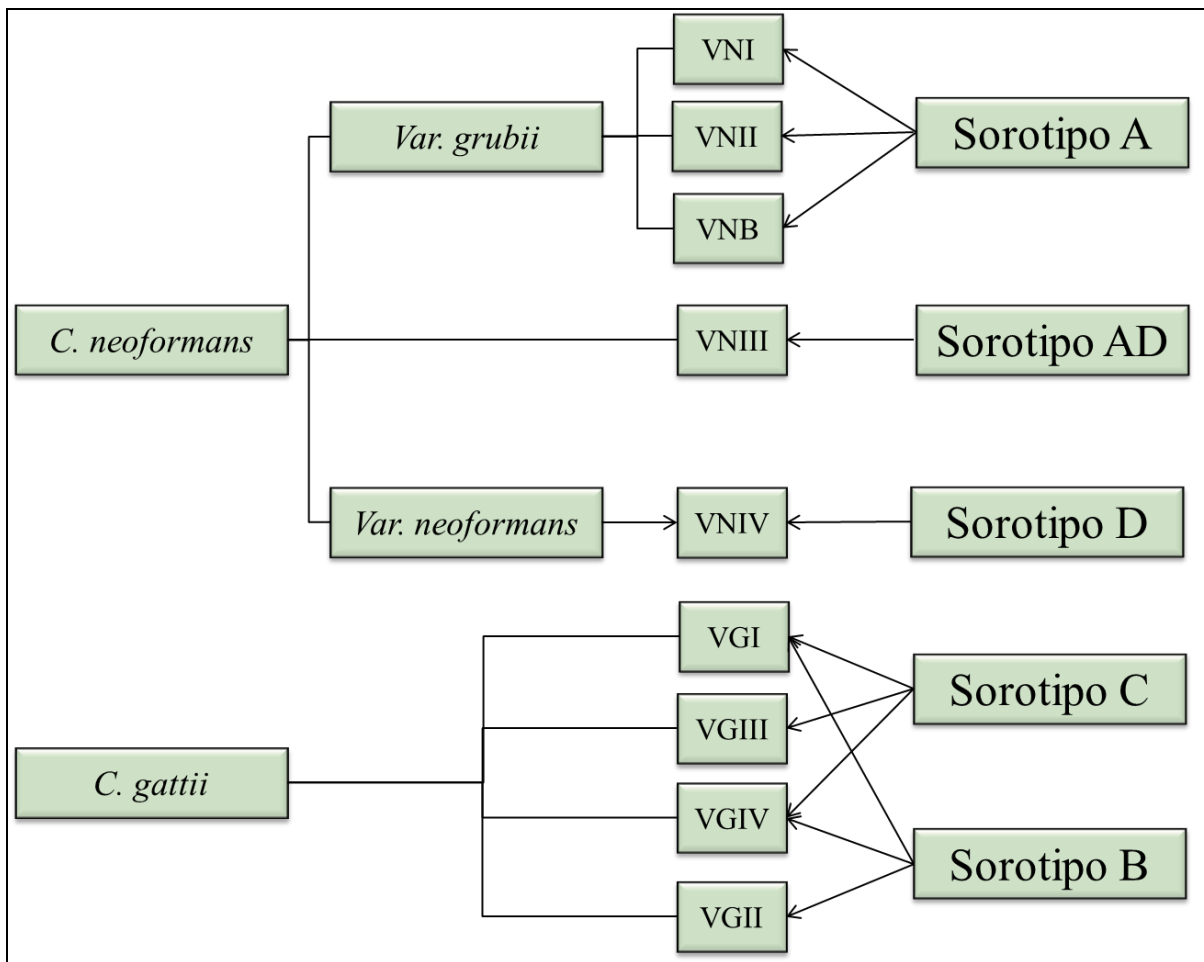 VNI
Var. grubii
VNII
Sorotipo A
VNB
C. neoformans
VNIII
Sorotipo AD
Var. neoformans
VNIV
Sorotipo D
VGI
Sorotipo C
VGIII
C. gattii
VGIV
Sorotipo B
VGII